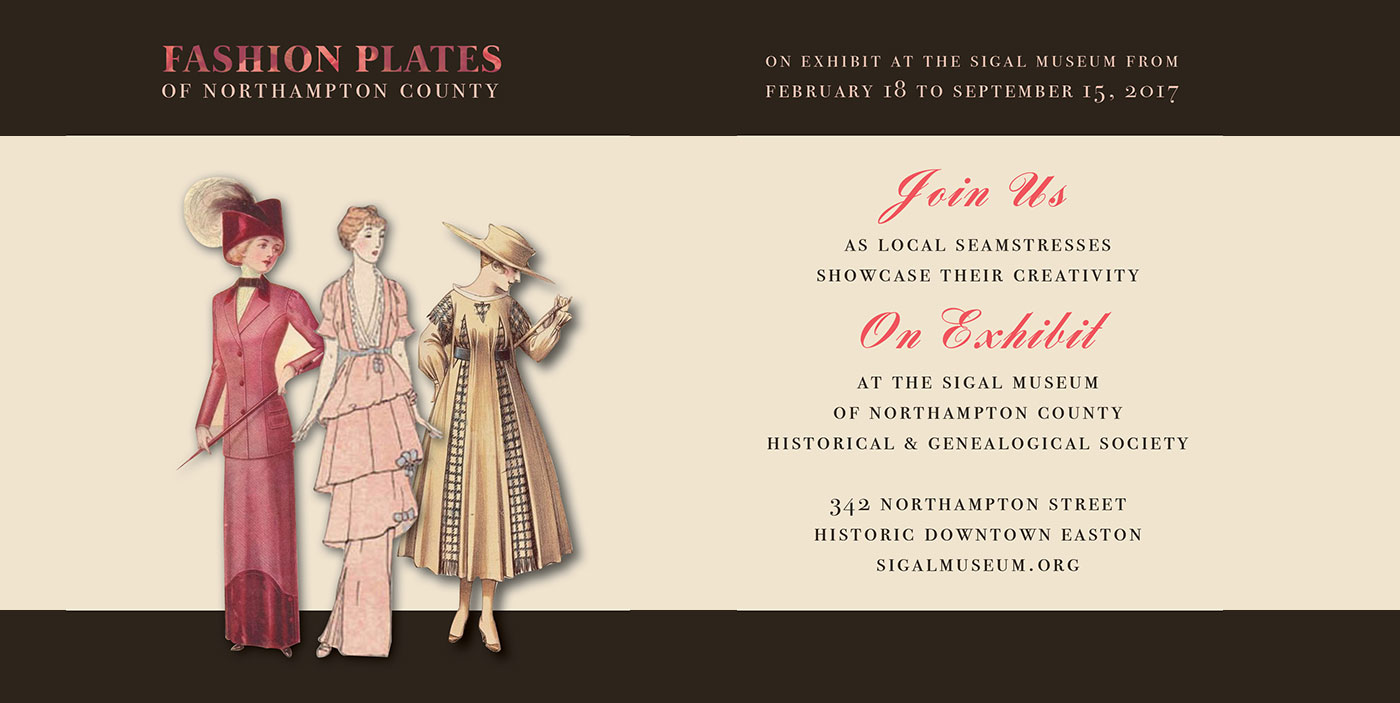 FASHION PLATES
OF NORTHAMPTON COUNTY
ON EXHIBIT AT THE SIGAL MUSEUM FROM
FEBRUARY 18 TO SEPTEMBER 15, 2017
Join Us
AS LOCAL SEAMSTRESSES
SHOWCASE THEIR CREATIVITY
On Exhibit
AT THE SIGAL MUSEUM
OF NORTHAMPTON COUNTY
HISTORICAL & GENEALOGICAL SOCIETY
342 NORTHAMPTON STREET
HISTORIC DOWNTOWN EASTON
SIGALMUSEUM.ORG